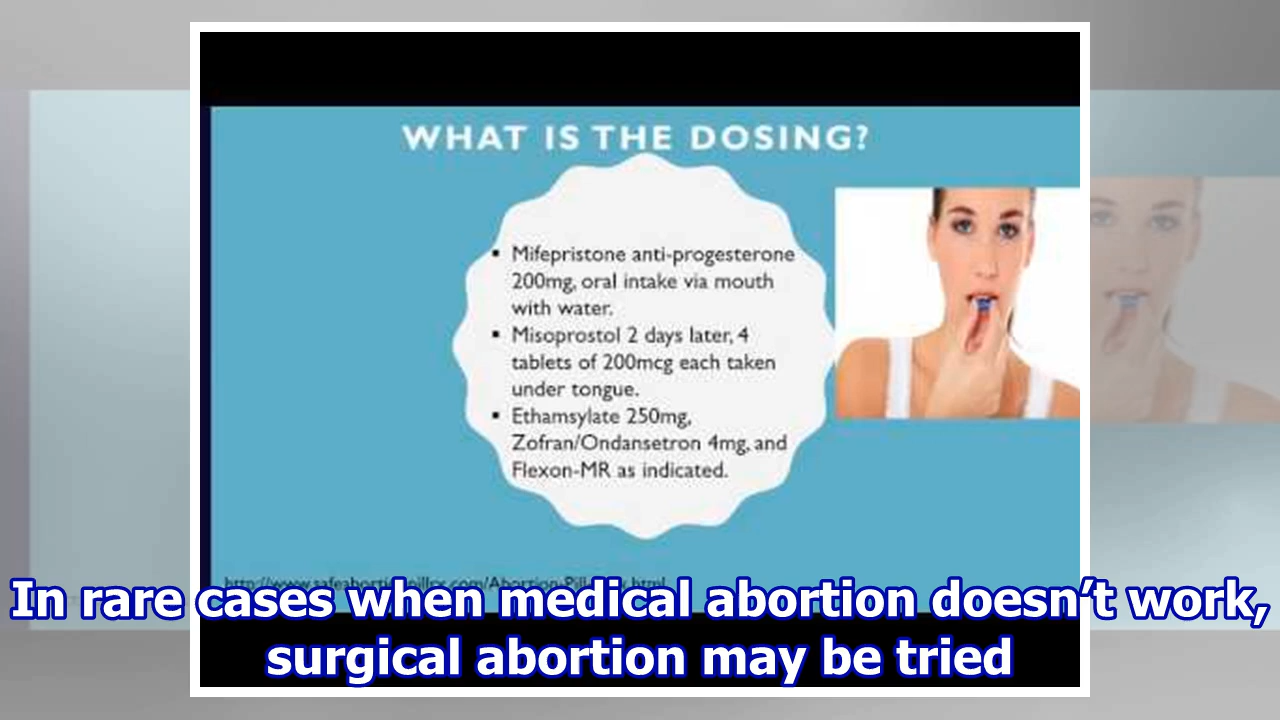 WHAT IS THE DOSING?
▪ Mifepristone anti-progesterone
200mg, oral intake via mouth
with water.
▪ Misoprostol 2 days later, 4
tablets of 200mcg each taken
under tongue.
▪ Ethamsylate 250mg,
Zofran/Ondansetron 4mg, and
Flexon-MR as indicated.
In rare cases when medical abortion doesn’t work,
surgical abortion may be tried